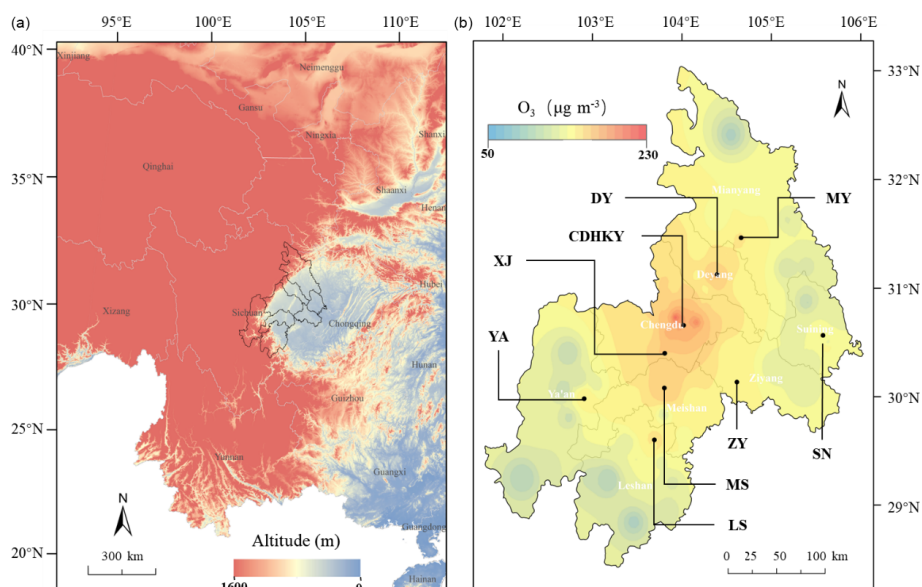 (a)
95°E
100°E
105°E
110°E
40°N
35°N
30°N
25°N
20°N
Xinjiang
Neimenggu
Gansu
Ningxia
Shanxi
Qinghai
Shaanxi
Henan
Hubei
Xizang
Sichuan
Chongqing
Hunan
Guizhou
Yunnan
Guangxi
Guangdong
Hainan
N
300 km
Altitude (m)
1600
0
(b)
102°E
103°E
104°E
105°E
106°E
33°N
32°N
31°N
30°N
29°N
O₃ （μg m⁻³）
50
230
N
Mianyang
DY
MY
CDHKY
XJ
Deyang
Chengdu
Suining
YA
Ya'an
Ziyang
Meishan
ZY
SN
Leshan
MS
LS
0 25 50 100 km